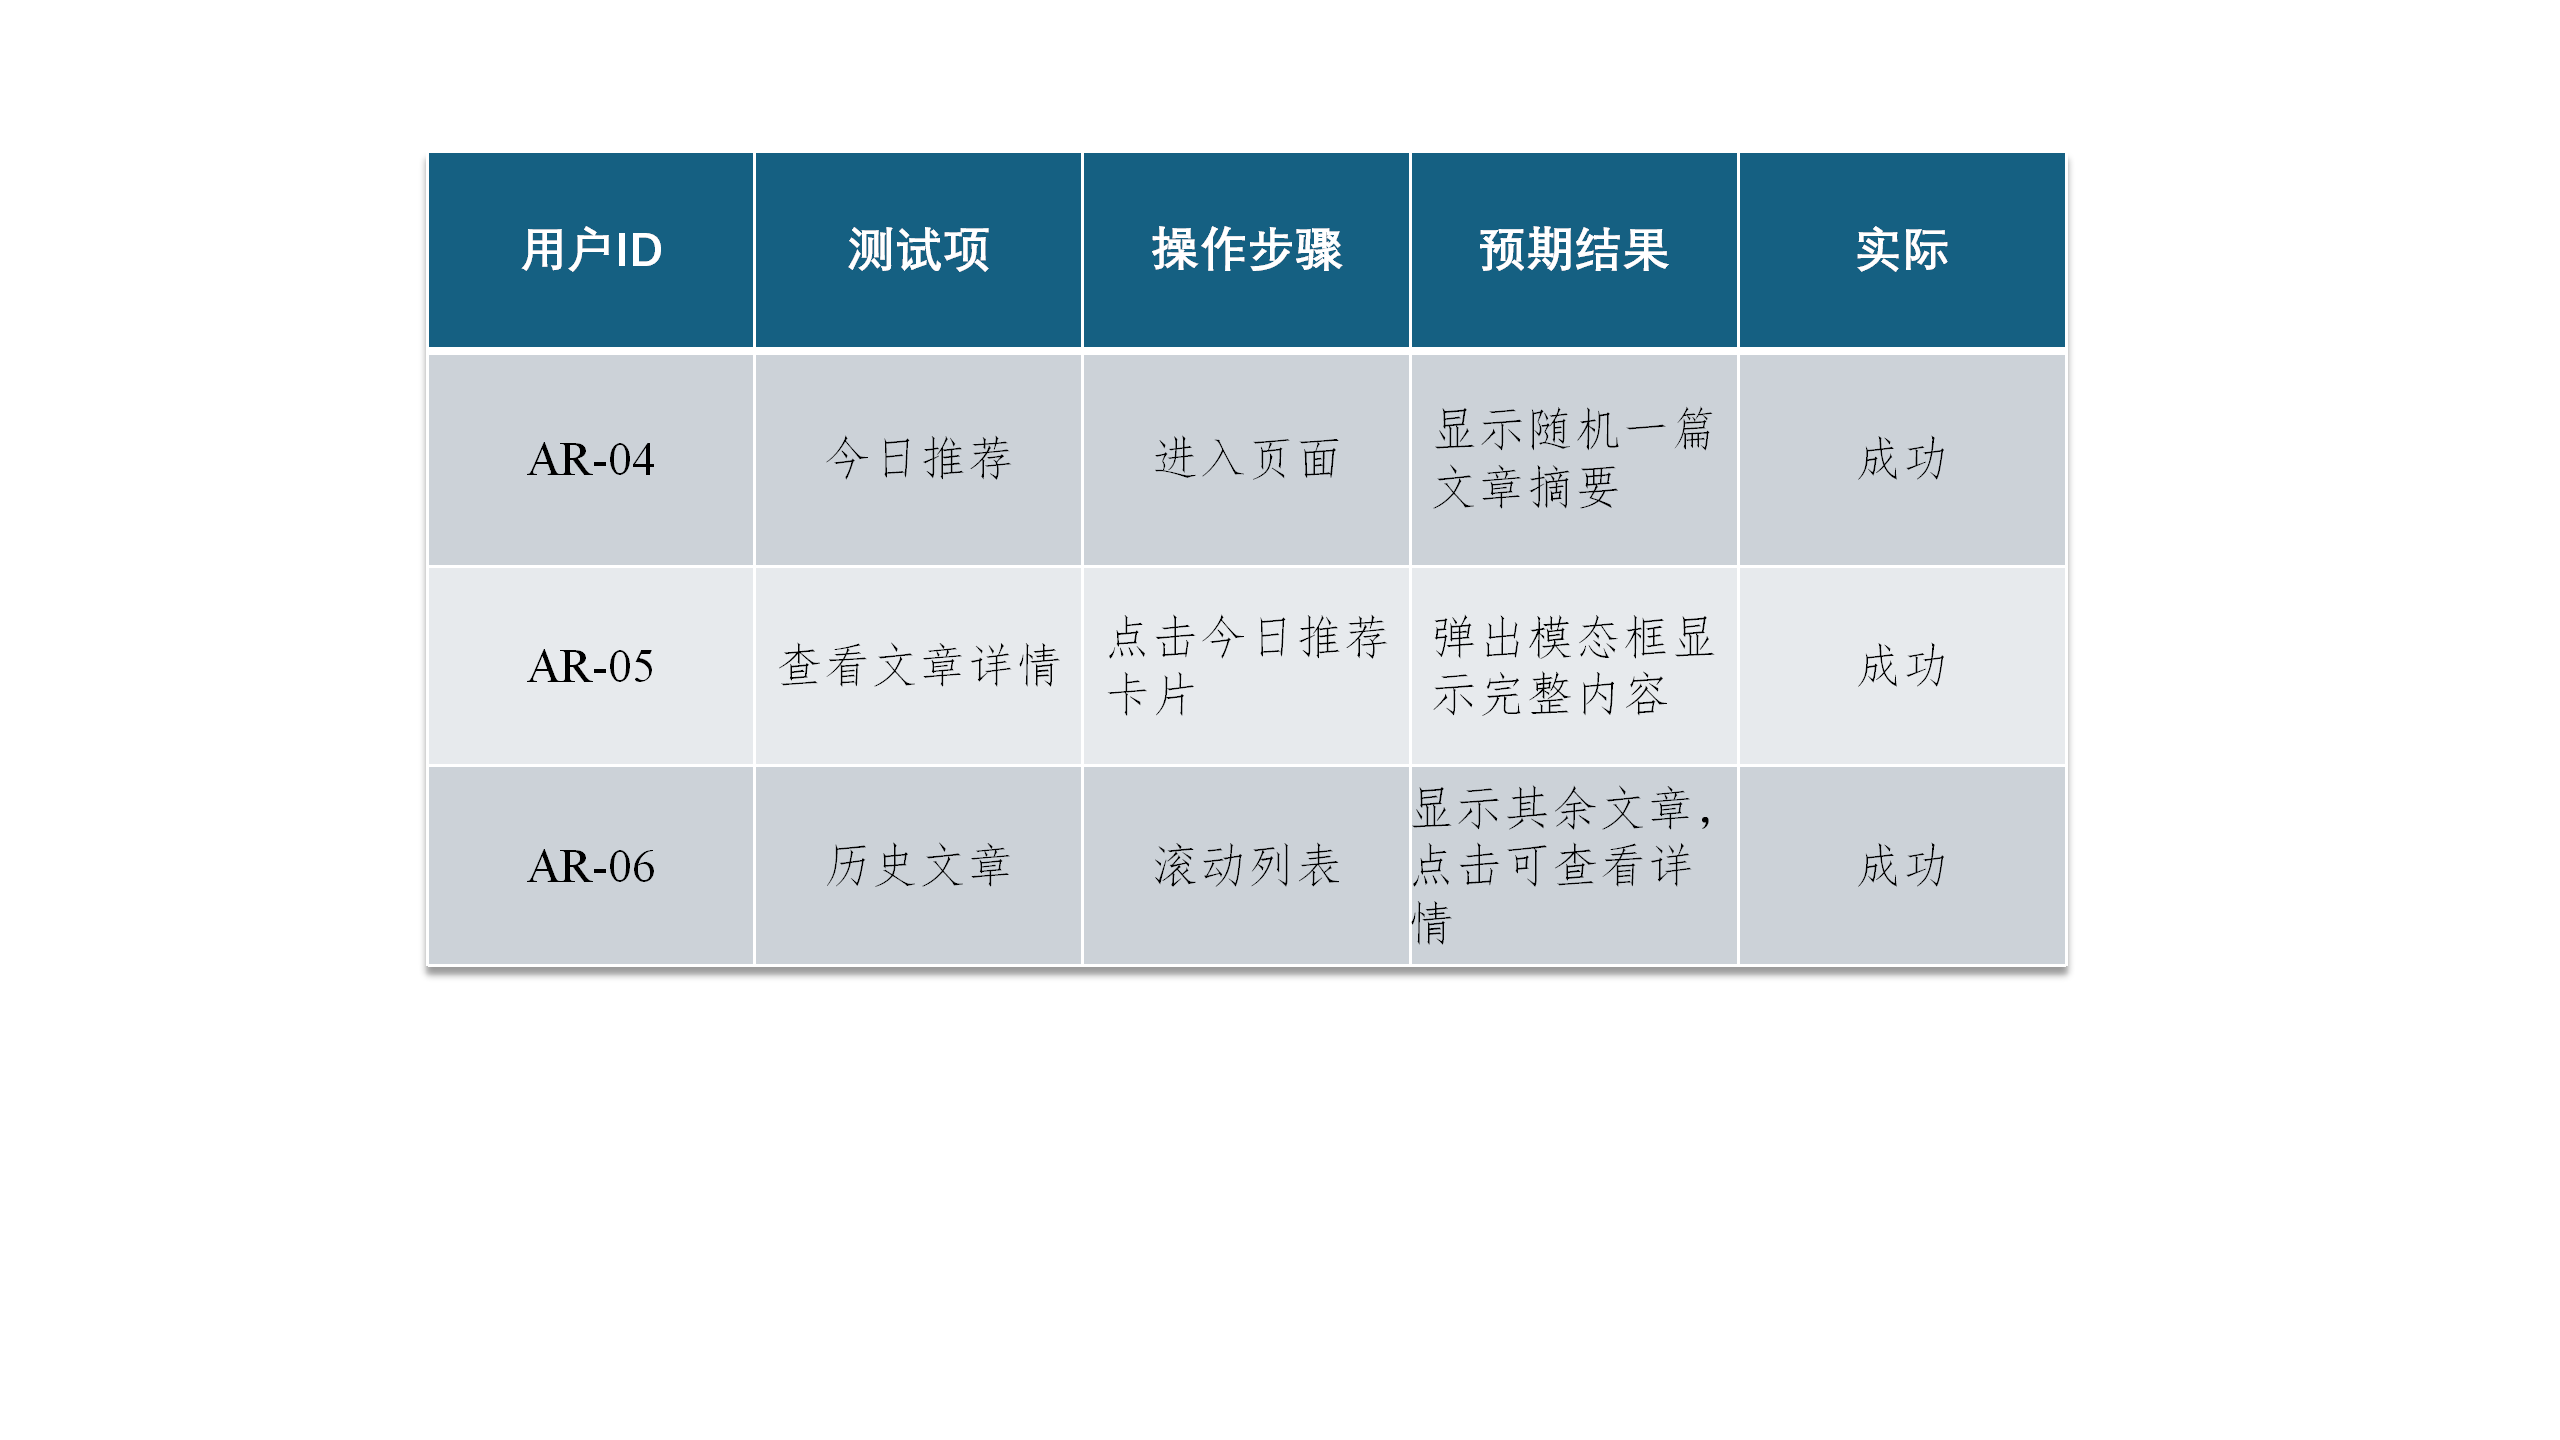 用户ID 测试项 操作步骤 预期结果 实际
AR-04 今日推荐 进入页面 显示随机一篇
文章摘要 成功
AR-05 查看文章详情 点击今日推荐
卡片 弹出模态框显
示完整内容 成功
AR-06 历史文章 滚动列表 显示其余文章，
点击可查看详
情 成功